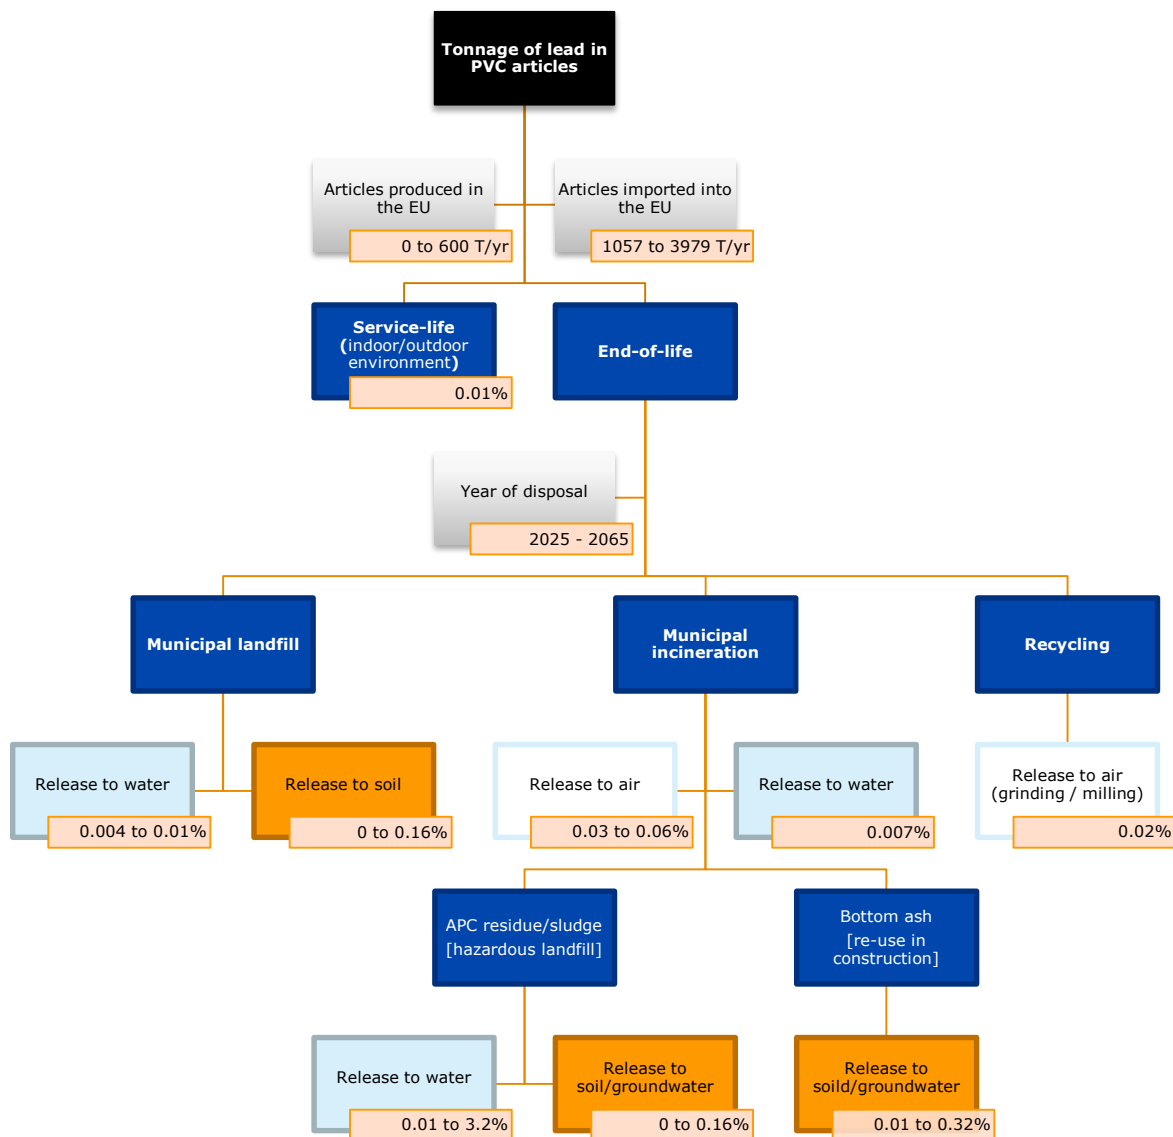 Tonnage of lead in
PVC articles
Articles produced in
the EU
0 to 600 T/yr
Articles imported into
the EU
1057 to 3979 T/yr
Service-life
(indoor/outdoor
environment)
0.01%
End-of-life
Year of disposal
2025 - 2065
Municipal landfill
Municipal
incineration
Recycling
Release to water
0.004 to 0.01%
Release to soil
0 to 0.16%
Release to air
0.03 to 0.06%
Release to water
0.007%
Release to air
(grinding / milling)
0.02%
APC residue/sludge
[hazardous landfill]
Bottom ash
[re-use in
construction]
Release to water
0.01 to 3.2%
Release to
soil/groundwater
0 to 0.16%
Release to
soild/groundwater
0.01 to 0.32%